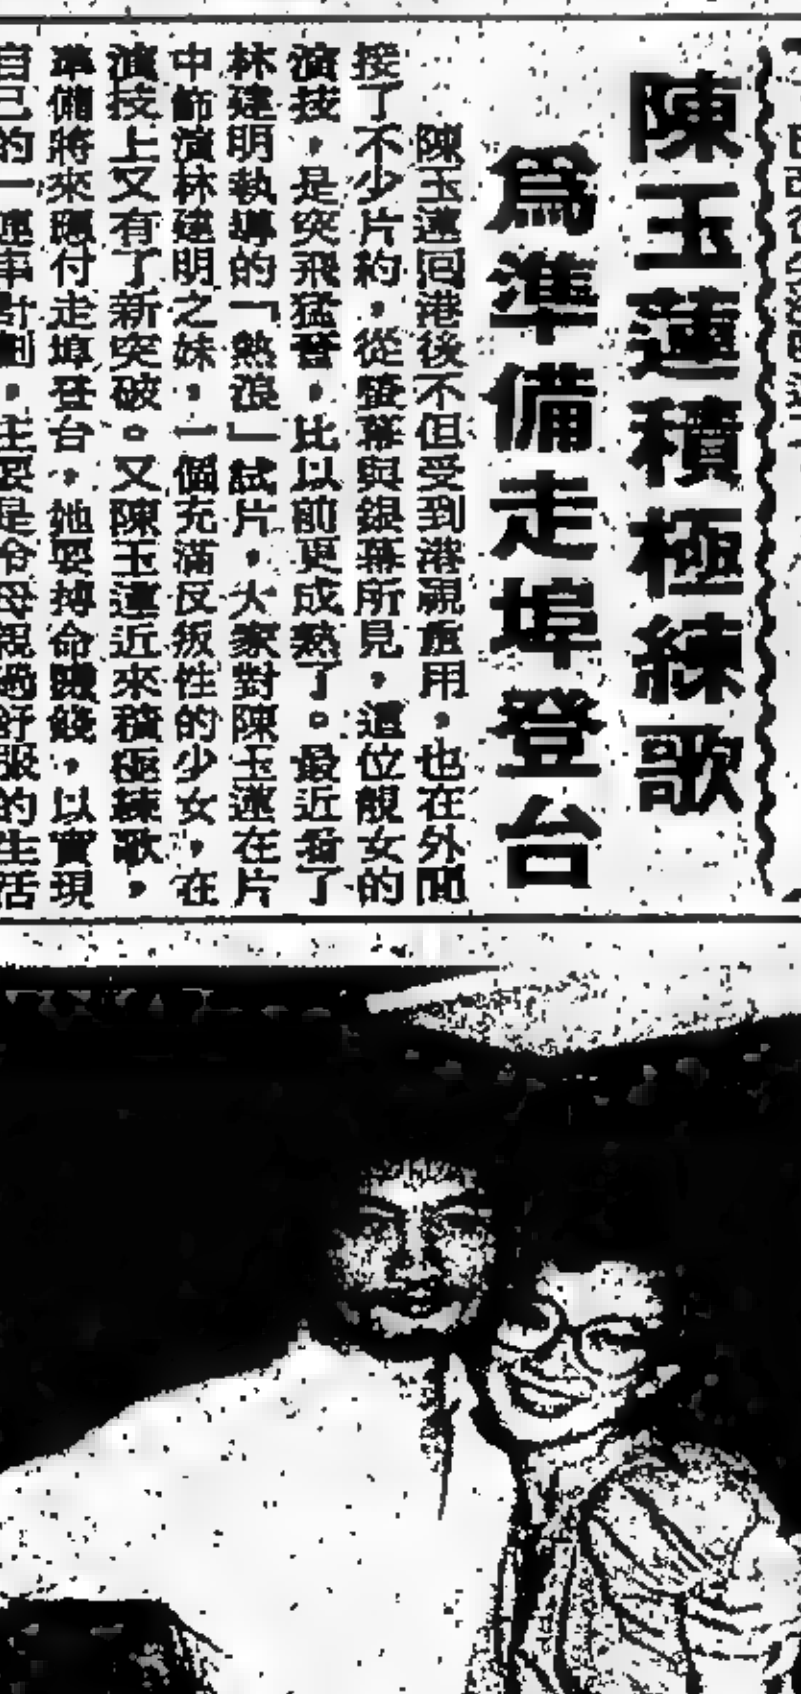 陳玉蓮積極練歌
爲準備走埠登台
陳玉蓮回港後不但受到港視重用，也在外間
接了不少片約，從螢幕與銀幕所見，這位靚女的
演技，是突飛猛晉，比以前更成熟了。最近看了
林建明執導的「熱浪」試片，大家對陳玉蓮在片
中飾演林建明之妹，一個充滿反叛性的少女，在
演技上又有了新突破。又陳玉蓮近來積極練歌，
準備將來應付走埠登台，她要搏命賺錢，以實現
自己的一連串計劃，主要是令母親過舒服的生活